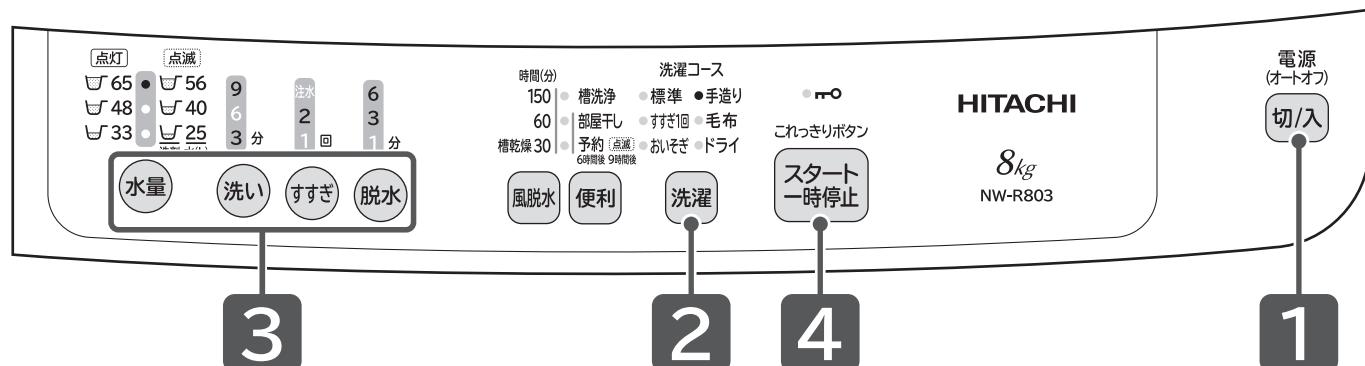 点灯 点滅
65 56
48 40
33 25
9
6
3 分
注水
2
1 回
6
3
1 分
水量 洗い すすぎ 脱水
時間(分)
150
60
槽乾燥 30
槽洗浄
部屋干し
予約 点滅
6時間後 9時間後
洗濯コース
標準 手造り
すすぎ1回 毛布
おいそぎ ドライ
風脱水 便利 洗濯
これっきりボタン
スタート
一時停止
HITACHI
8kg
NW-R803
電源
(オートオフ)
切/入
3 2 4 1